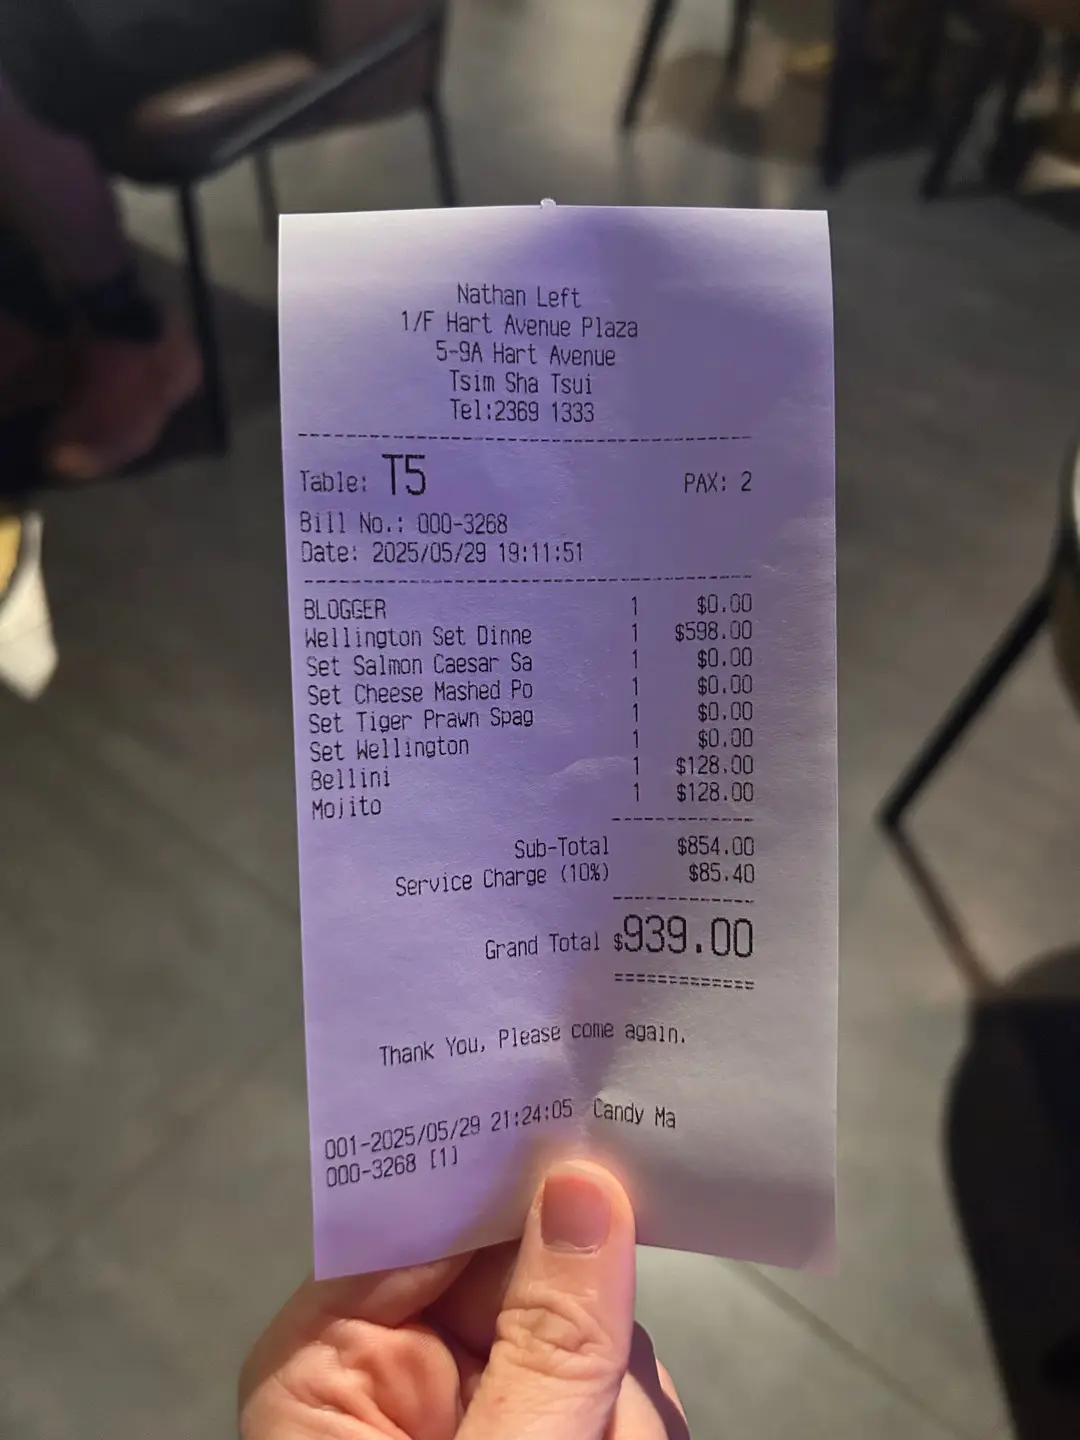 Nathan Left
1/F Hart Avenue Plaza
5-9A Hart Avenue
Tsim Sha Tsui
Tel:2369 1333
Table: T5 PAX: 2
Bill No.: 000-3268
Date: 2025/05/29 19:11:51
BLOGGER 1 $0.00
Wellington Set Dinne 1 $598.00
Set Salmon Caesar Sa 1 $0.00
Set Cheese Mashed Po 1 $0.00
Set Tiger Prawn Spag 1 $0.00
Set Wellington 1 $0.00
Bellini 1 $128.00
Mojito 1 $128.00
Sub-Total $854.00
Service Charge (10%) $85.40
Grand Total $939.00
Thank You, Please come again.
001-2025/05/29 21:24:05 Candy Ma
000-3268 [1]